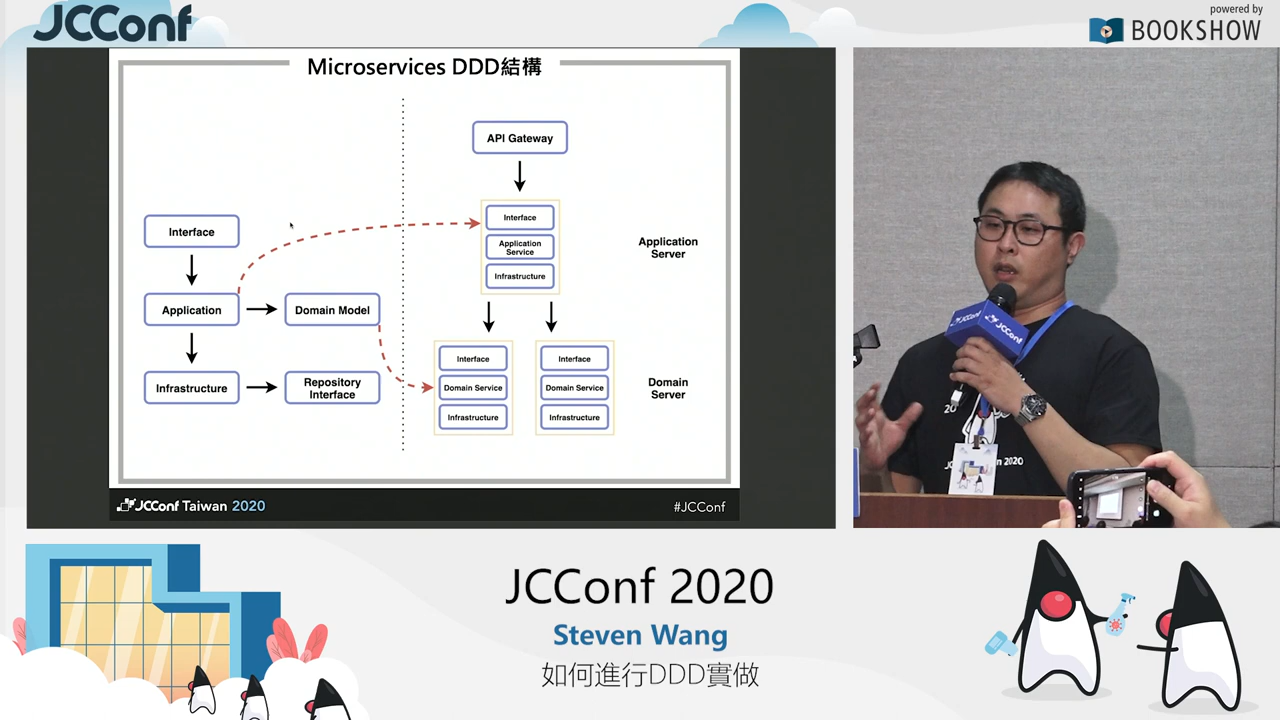 JCConf
powered by
BOOKSHOW
Microservices DDD結構
API Gateway
Interface
Application
Domain Model
Infrastructure
Repository
Interface
Interface
Application
Service
Infrastructure
Application
Server
Interface
Domain Service
Infrastructure
Interface
Domain Service
Infrastructure
Domain
Server
JCConf Taiwan 2020
#JCConf
JCConf
JCConf
JCConf 2020
Steven Wang
如何進行DDD實做